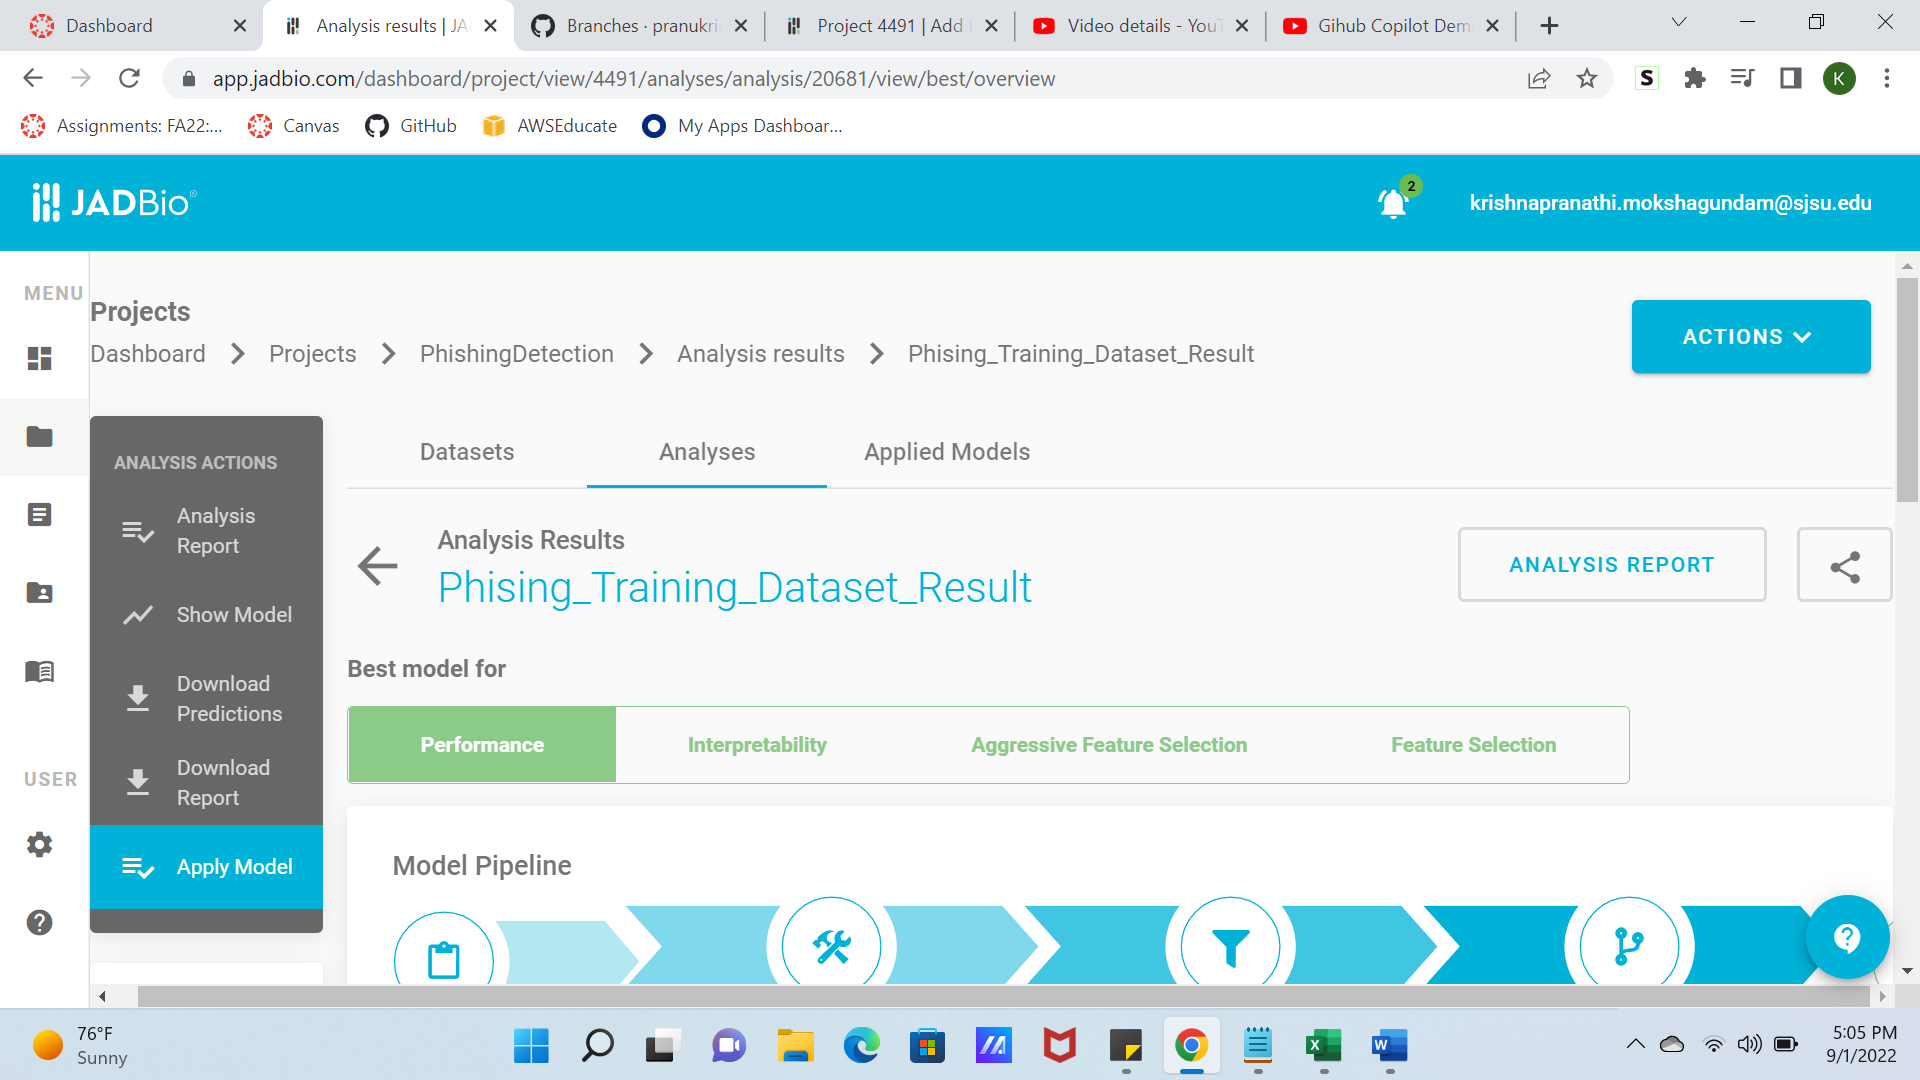 Dashboard
Analysis results | JA
Branches · pranukris
Project 4491 | Add
Video details - YouT
Gihub Copilot Dem
app.jadbio.com/dashboard/project/view/4491/analyses/analysis/20681/view/best/overview
S
K
Assignments: FA22:...
Canvas
GitHub
AWSEducate
My Apps Dashboar...
JADBio
2
krishnapranathi.mokshagundam@sjsu.edu
MENU
Projects
Dashboard
Projects
PhishingDetection
Analysis results
Phising_Training_Dataset_Result
ACTIONS
ANALYSIS ACTIONS
Analysis
Report
Show Model
Download
Predictions
Download
Report
Apply Model
USER
Datasets
Analyses
Applied Models
Analysis Results
Phising_Training_Dataset_Result
ANALYSIS REPORT
Best model for
Performance
Interpretability
Aggressive Feature Selection
Feature Selection
Model Pipeline
76°F
Sunny
5:05 PM
9/1/2022